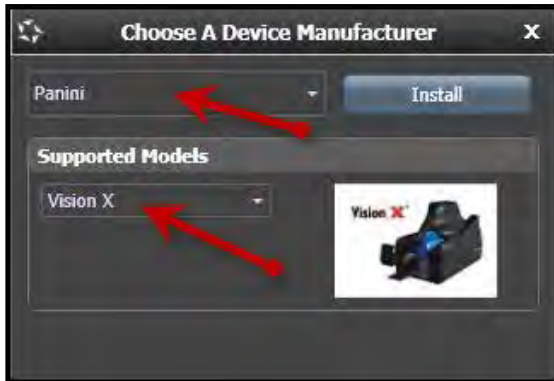 Choose A Device Manufacturer X
Panini Install
Supported Models
Vision X
Vision X